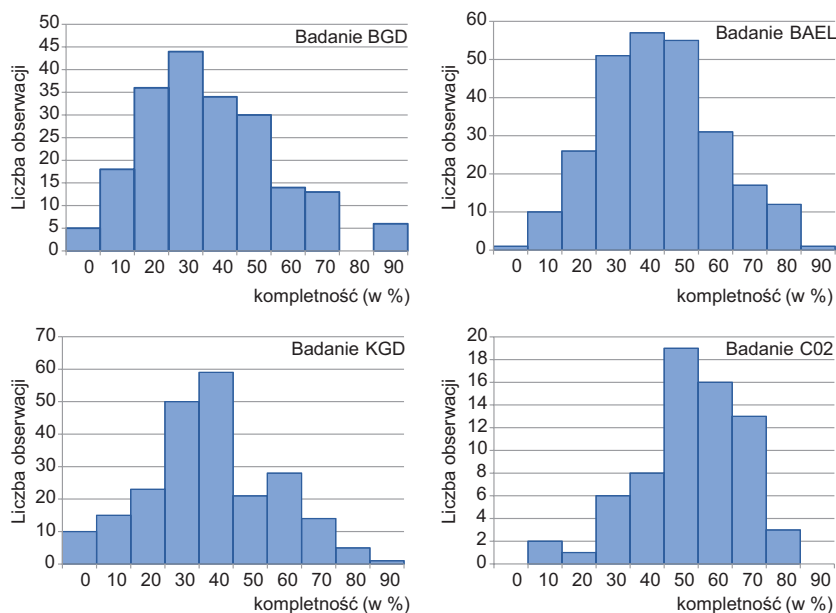 Badanie BGD
Liczba obserwacji
50
45
40
35
30
25
20
15
10
5
0
0 10 20 30 40 50 60 70 80 90
kompletność (w %)
Badanie BAEL
Liczba obserwacji
60
50
40
30
20
10
0
0 10 20 30 40 50 60 70 80 90
kompletność (w %)
Badanie KGD
Liczba obserwacji
70
60
50
40
30
20
10
0
0 10 20 30 40 50 60 70 80 90
kompletność (w %)
Badanie C02
Liczba obserwacji
20
18
16
14
12
10
8
6
4
2
0
0 10 20 30 40 50 60 70 80 90
kompletność (w %)